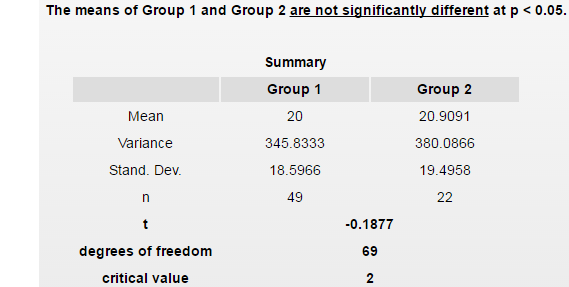 The means of Group 1 and Group 2 are not significantly different at p < 0.05.
Summary
Group 1 Group 2
Mean 20 20.9091
Variance 345.8333 380.0866
Stand. Dev. 18.5966 19.4958
n 49 22
t -0.1877
degrees of freedom 69
critical value 2